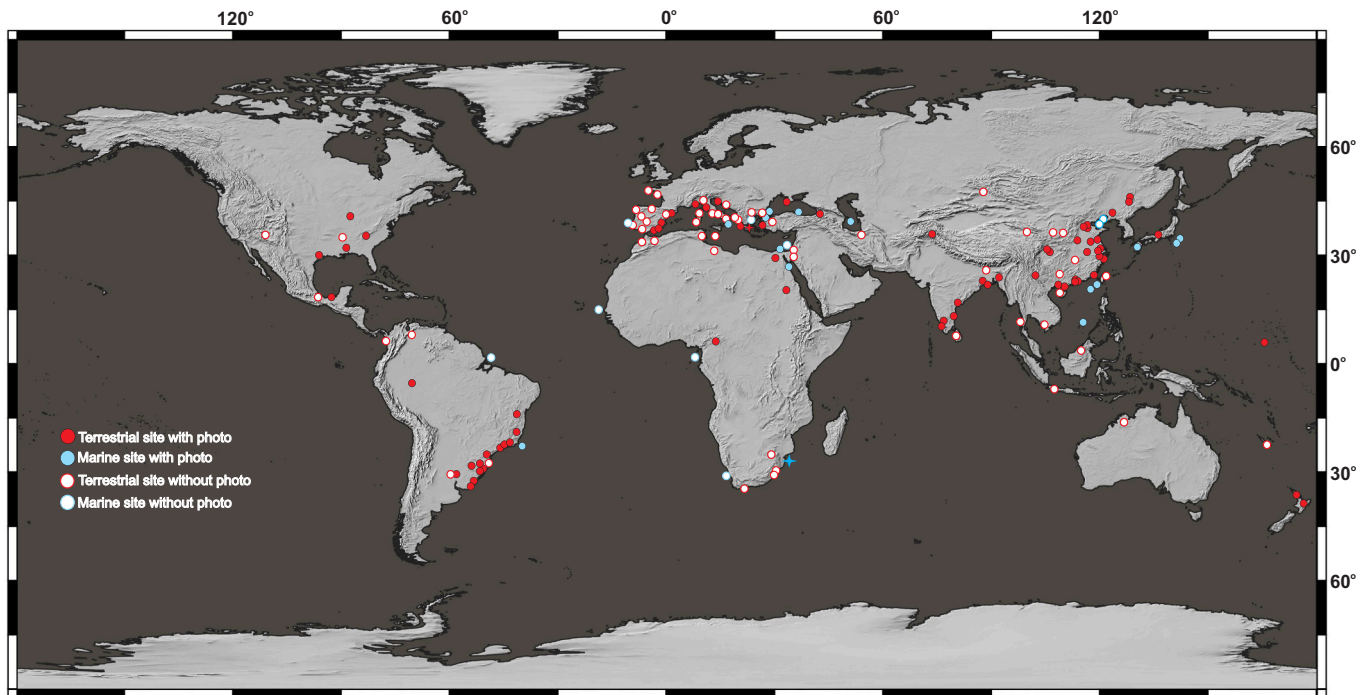 120° 60° 0° 60° 120°
60°
30°
0°
30°
60°
Terrestrial site with photo
Marine site with photo
Terrestrial site without photo
Marine site without photo